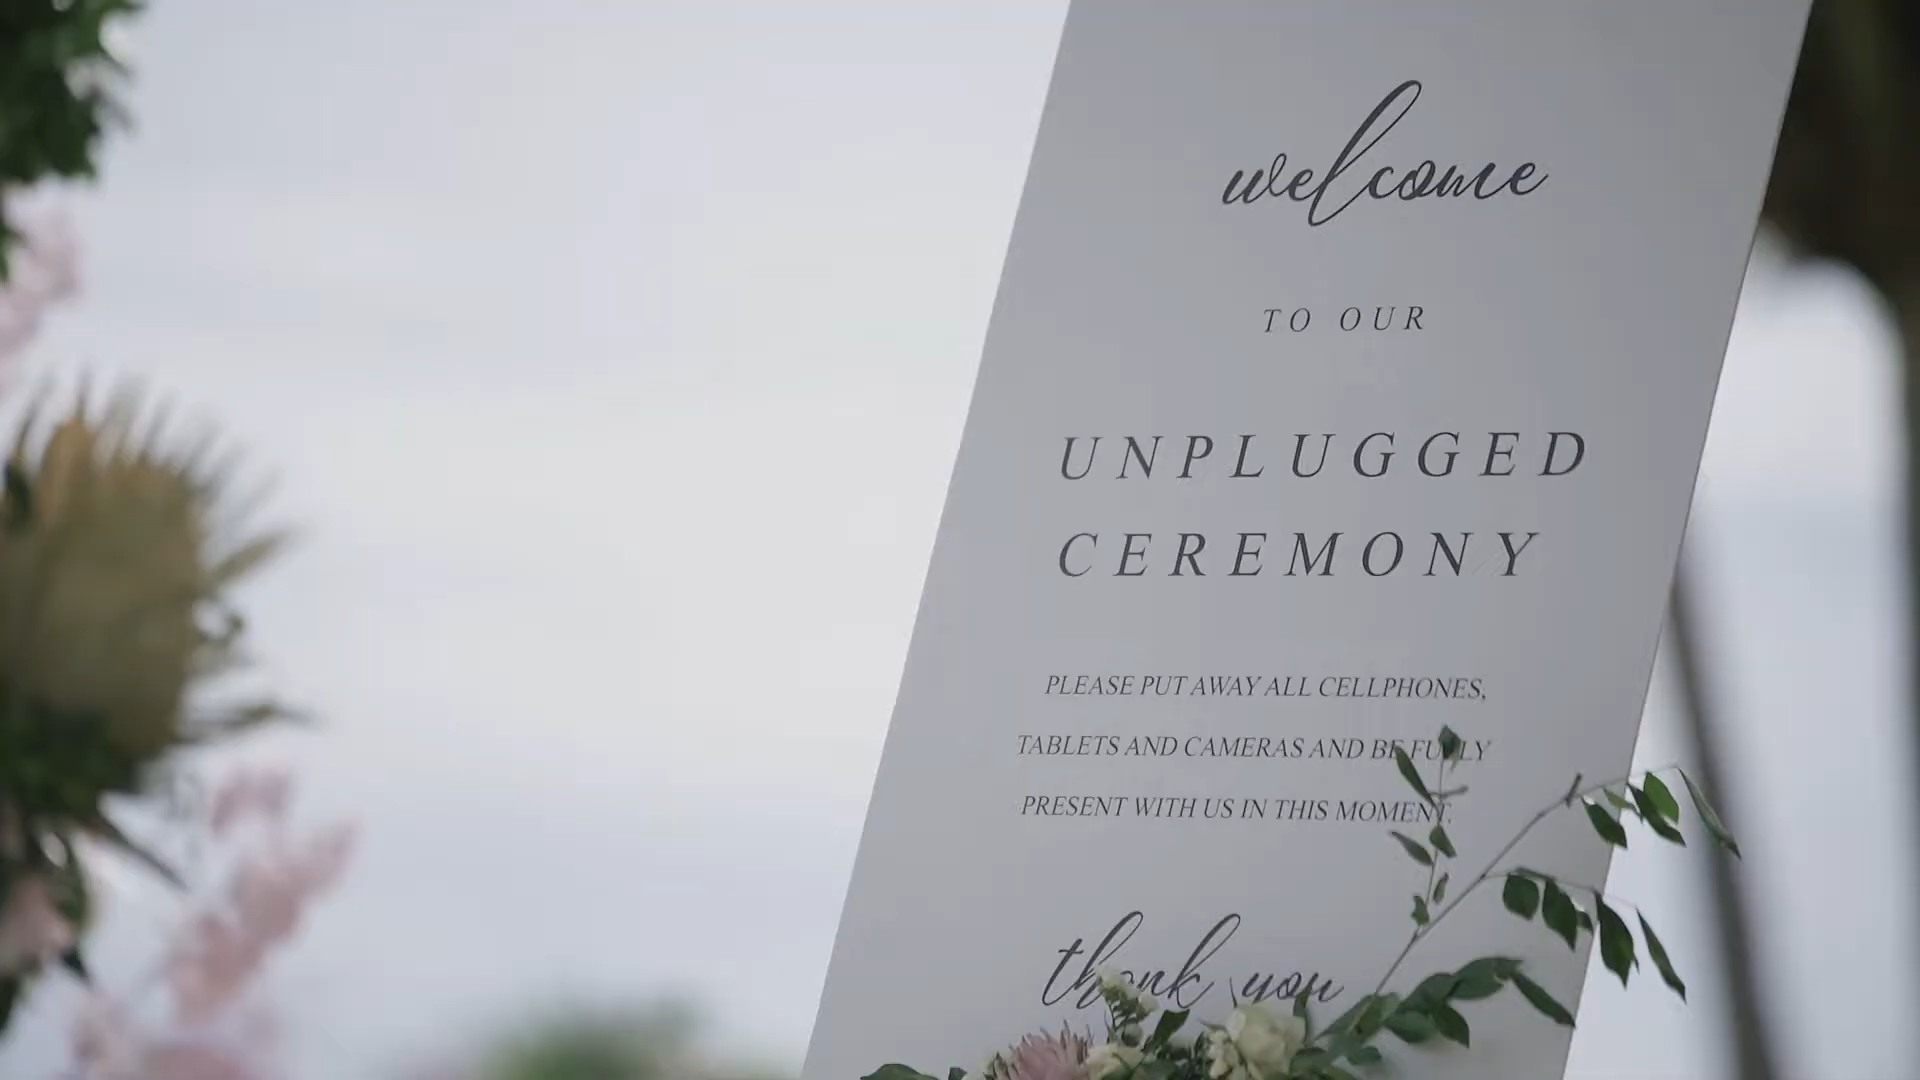 welcome
TO OUR
UNPLUGGED
CEREMONY
PLEASE PUT AWAY ALL CELLPHONES,
TABLETS AND CAMERAS AND BE FULLY
PRESENT WITH US IN THIS MOMENT.
thank you